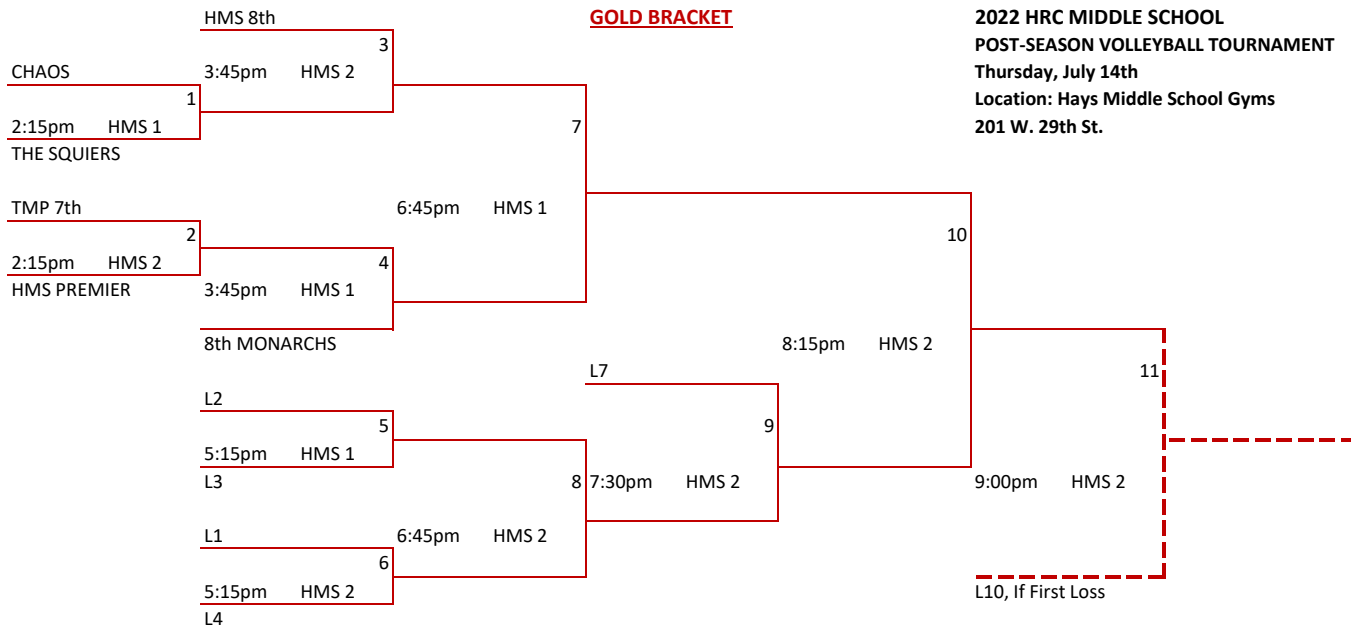 HMS 8th
GOLD BRACKET
2022 HRC MIDDLE SCHOOL
POST-SEASON VOLLEYBALL TOURNAMENT
Thursday, July 14th
Location: Hays Middle School Gyms
201 W. 29th St.
3
3:45pm HMS 2
CHAOS
1
2:15pm HMS 1
THE SQUIERS
7
TMP 7th
6:45pm HMS 1
2
2:15pm HMS 2
HMS PREMIER
10
4
3:45pm HMS 1
8th MONARCHS
8:15pm HMS 2
L7
11
L2
5
5:15pm HMS 1
L3
9
8
7:30pm HMS 2
9:00pm HMS 2
L1
6:45pm HMS 2
6
5:15pm HMS 2
L4
L10, If First Loss